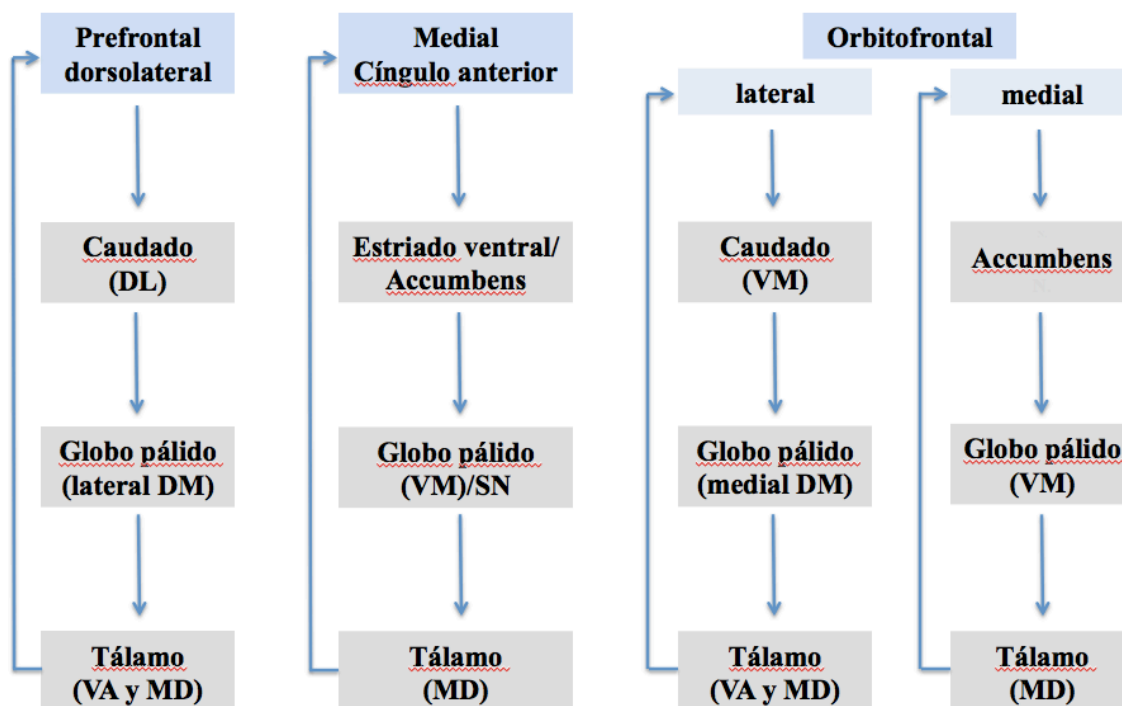 Prefrontal
dorsolateral
Caudado
(DL)
Globo pálido
(lateral DM)
Tálamo
(VA y MD)
Medial
Cíngulo anterior
Estriado ventral/
Accumbens
Globo pálido
(VM)/SN
Tálamo
(MD)
Orbitofrontal
lateral
Caudado
(VM)
Globo pálido
(medial DM)
Tálamo
(VA y MD)
medial
Accumbens
Globo pálido
(VM)
Tálamo
(MD)